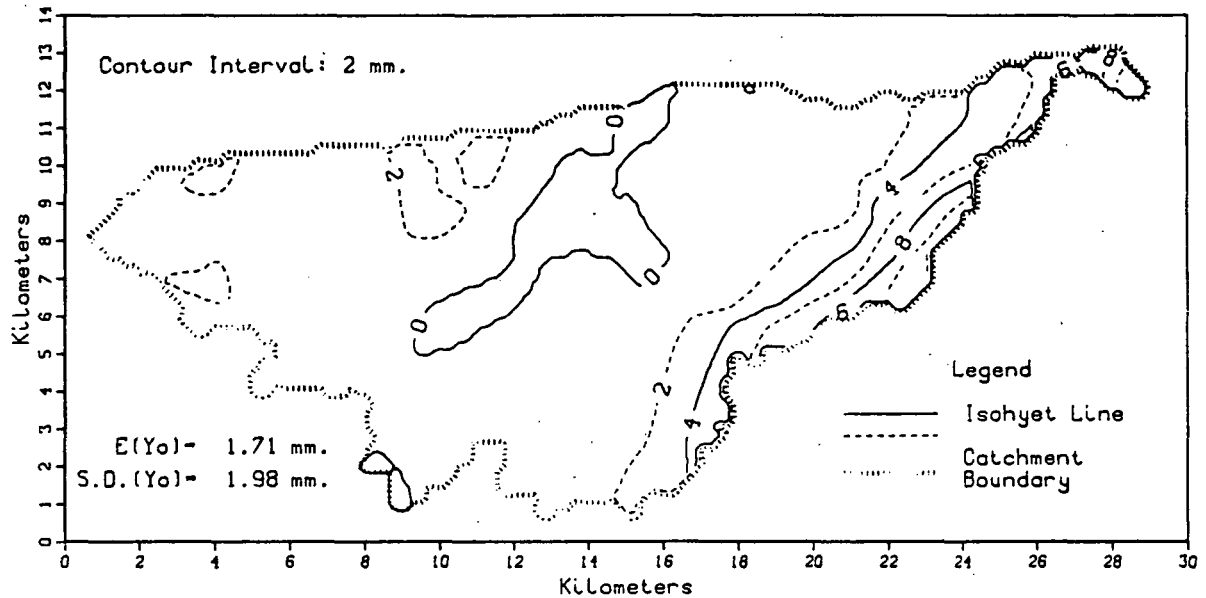 Contour Interval: 2 mm.
0
2
0
0
0
2
4
4
8
6
6
8
E(Yo)= 1.71 mm.
S.D.(Yo)= 1.98 mm.
Legend
Isohyet Line
Catchment
Boundary
Kilometers
14
13
12
11
10
9
8
7
6
5
4
3
2
1
0
0 2 4 6 8 10 12 14 16 18 20 22 24 26 28 30
Kilometers